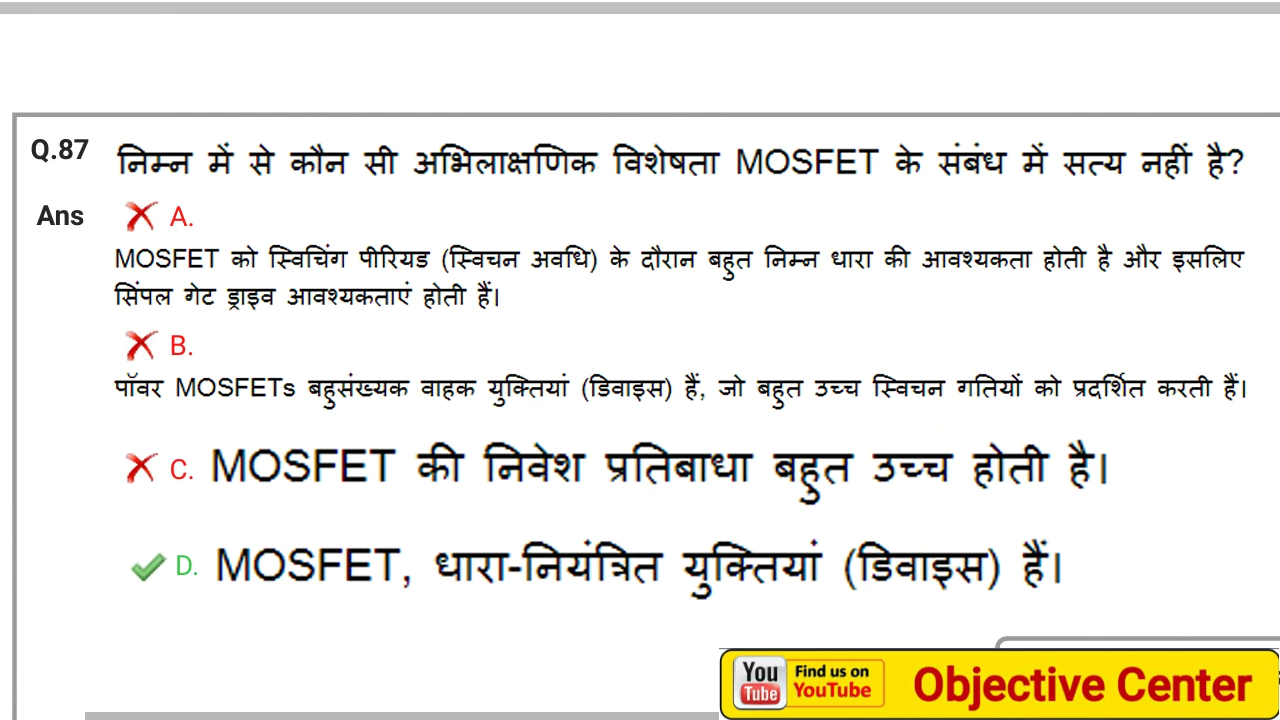 Q.87 निम्न में से कौन सी अभिलाक्षणिक विशेषता MOSFET के संबंध में सत्य नहीं है?
Ans A.
MOSFET को स्विचिंग पीरियड (स्विचन अवधि) के दौरान बहुत निम्न धारा की आवश्यकता होती है और इसलिए
सिंपल गेट ड्राइव आवश्यकताएं होती हैं।
B.
पॉवर MOSFETs बहुसंख्यक वाहक युक्तियां (डिवाइस) हैं, जो बहुत उच्च स्विचन गतियों को प्रदर्शित करती हैं।
C. MOSFET की निवेश प्रतिबाधा बहुत उच्च होती है।
D. MOSFET, धारा-नियंत्रित युक्तियां (डिवाइस) हैं।
You Tube Find us on YouTube Objective Center